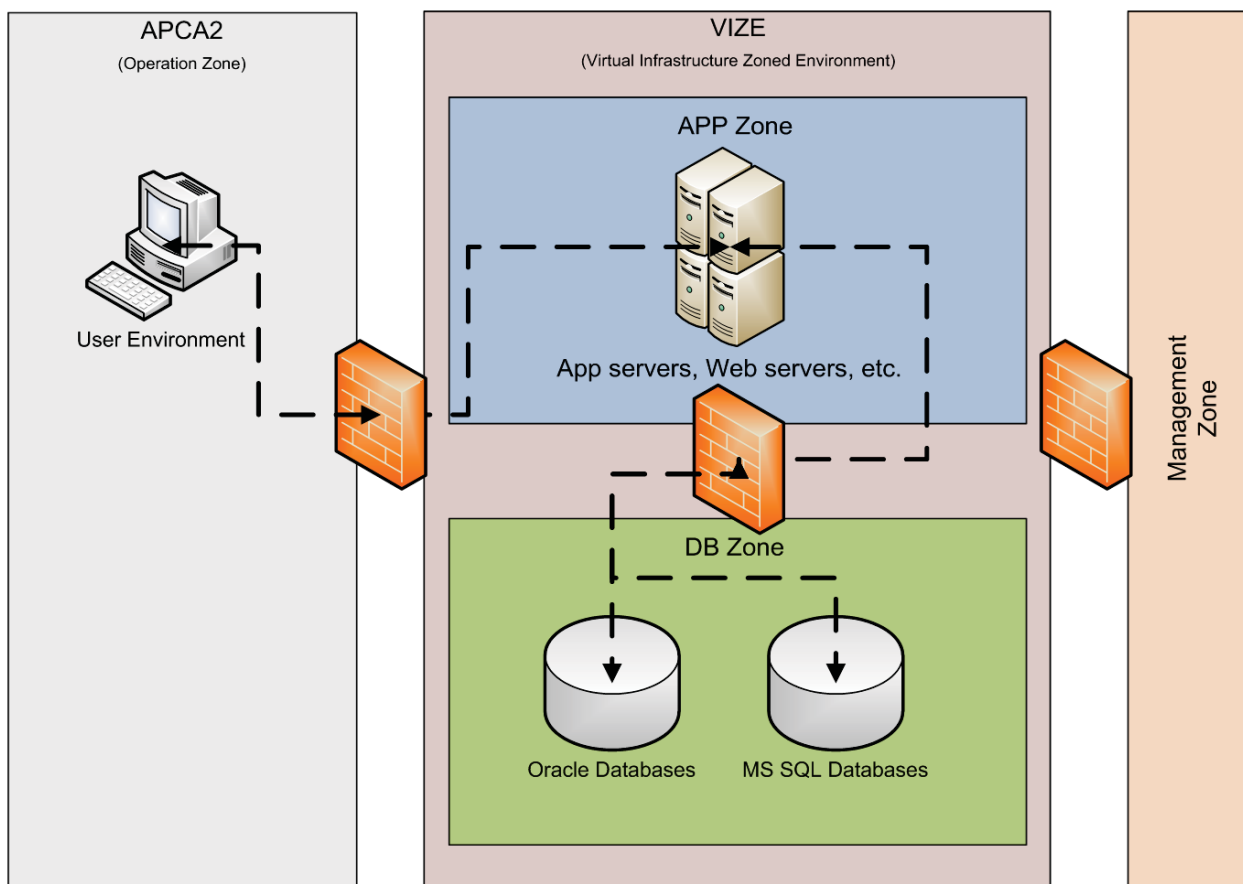 APCA2
(Operation Zone)
User Environment
VIZE
(Virtual Infrastructure Zoned Environment)
APP Zone
App servers, Web servers, etc.
DB Zone
Oracle Databases
MS SQL Databases
Management
Zone